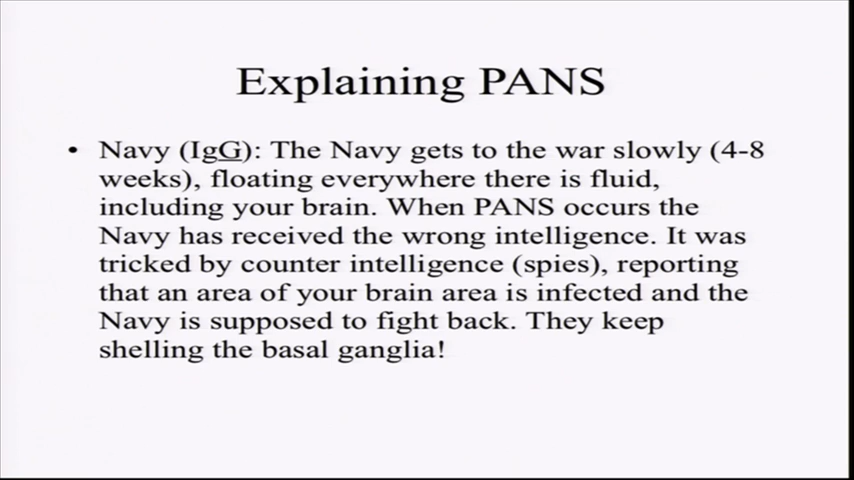 Explaining PANS
• Navy (IgG): The Navy gets to the war slowly (4-8
weeks), floating everywhere there is fluid,
including your brain. When PANS occurs the
Navy has received the wrong intelligence. It was
tricked by counter intelligence (spies), reporting
that an area of your brain area is infected and the
Navy is supposed to fight back. They keep
shelling the basal ganglia!